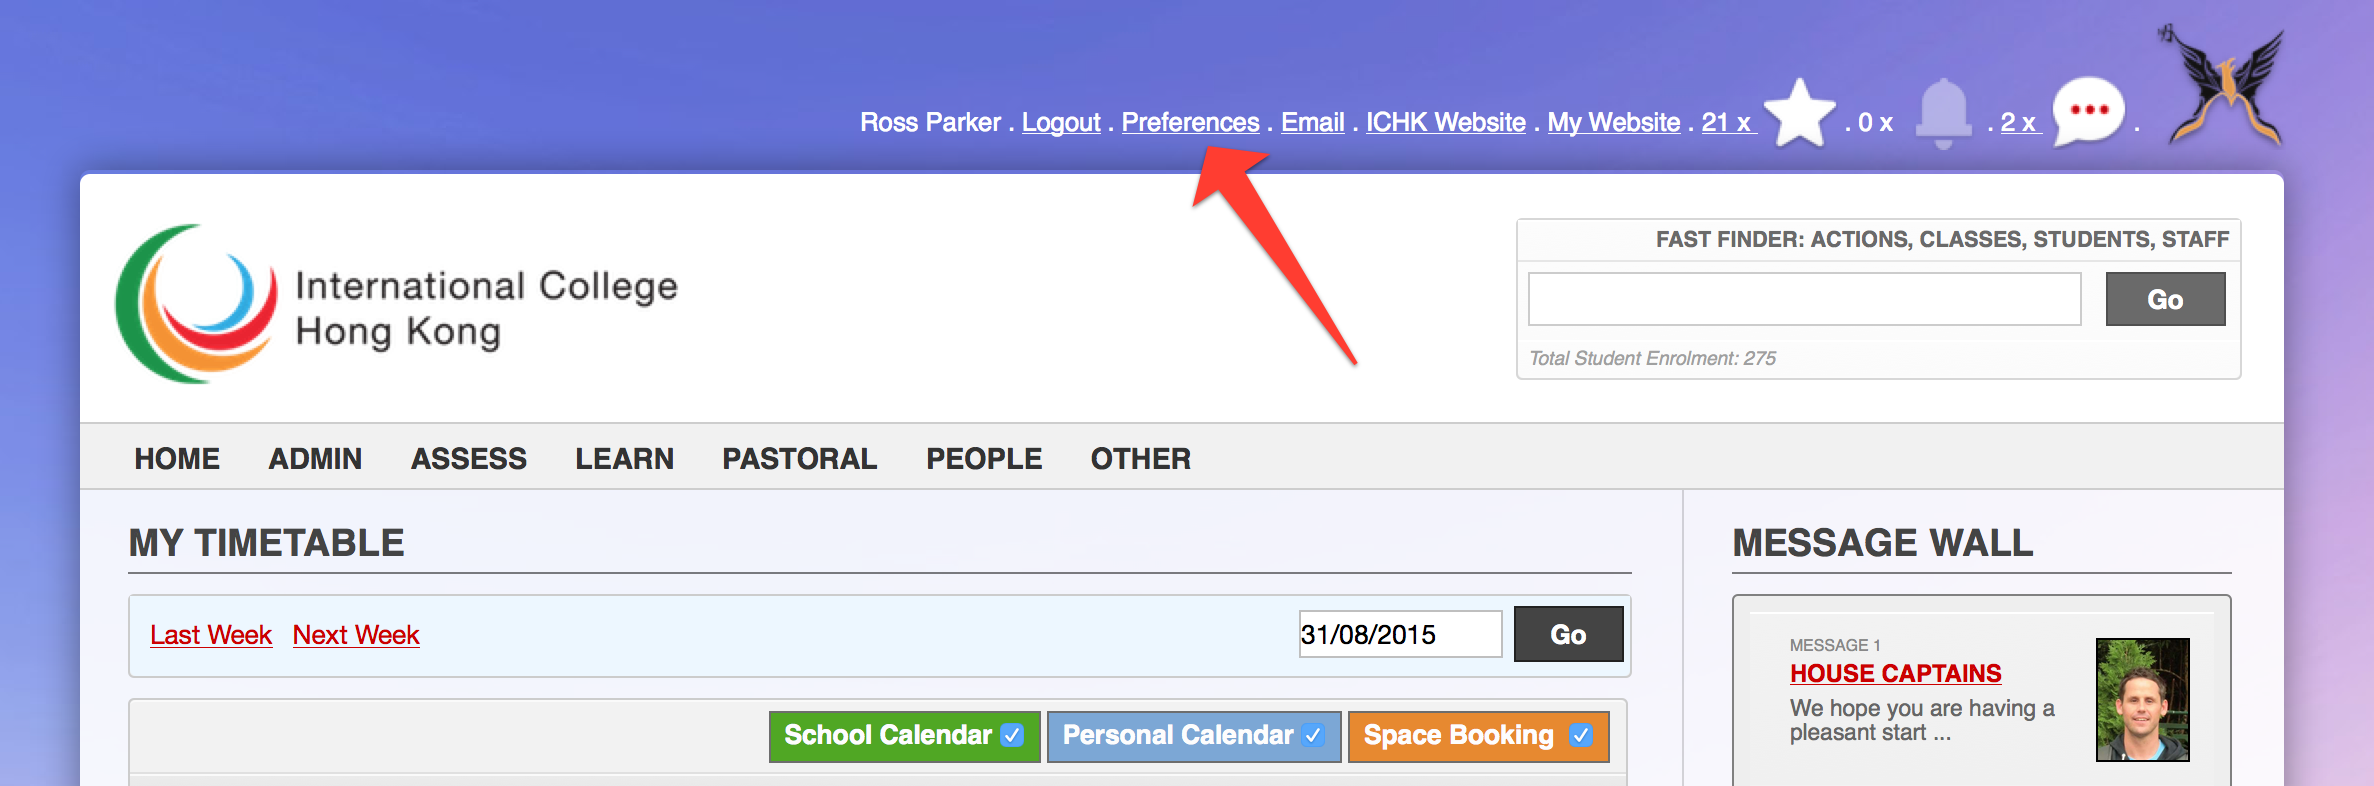 Ross Parker . Logout . Preferences . Email . ICHK Website . My Website . 21 x . 0 x . 2 x .
International College
Hong Kong
FAST FINDER: ACTIONS, CLASSES, STUDENTS, STAFF
Go
Total Student Enrolment: 275
HOME ADMIN ASSESS LEARN PASTORAL PEOPLE OTHER
MY TIMETABLE
Last Week Next Week
31/08/2015 Go
School Calendar Personal Calendar Space Booking
MESSAGE WALL
MESSAGE 1
HOUSE CAPTAINS
We hope you are having a
pleasant start ...